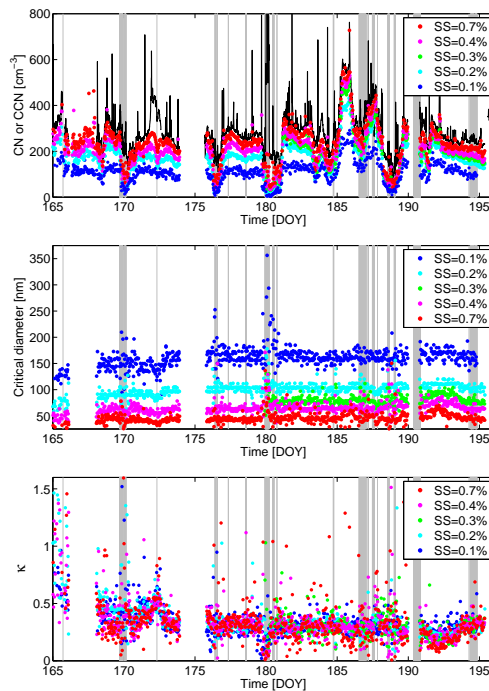 800
600
400
200
0
CN or CCN [cm⁻³]
SS=0.7%
SS=0.4%
SS=0.3%
SS=0.2%
SS=0.1%
165 170 175 180 185 190 195
Time [DOY]
350
300
250
200
150
100
50
Critical diameter [nm]
SS=0.1%
SS=0.2%
SS=0.3%
SS=0.4%
SS=0.7%
165 170 175 180 185 190 195
Time [DOY]
1.5
1
0.5
0
κ
SS=0.7%
SS=0.4%
SS=0.3%
SS=0.2%
SS=0.1%
165 170 175 180 185 190 195
Time [DOY]